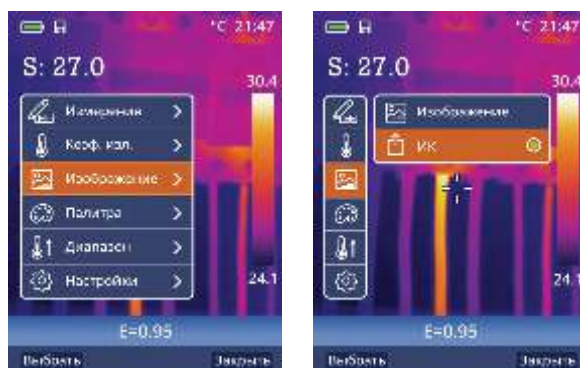 °C 21:47
S: 27.0
30.4
Измерение
Коэф. изл.
Изображение
Палитра
Диапазон
Настройки
24.1
E=0.95
Выбрать Закрыть
°C 21:47
S: 27.0
30.4
Изображение
ИК
24.1
E=0.95
Выбрать Закрыть